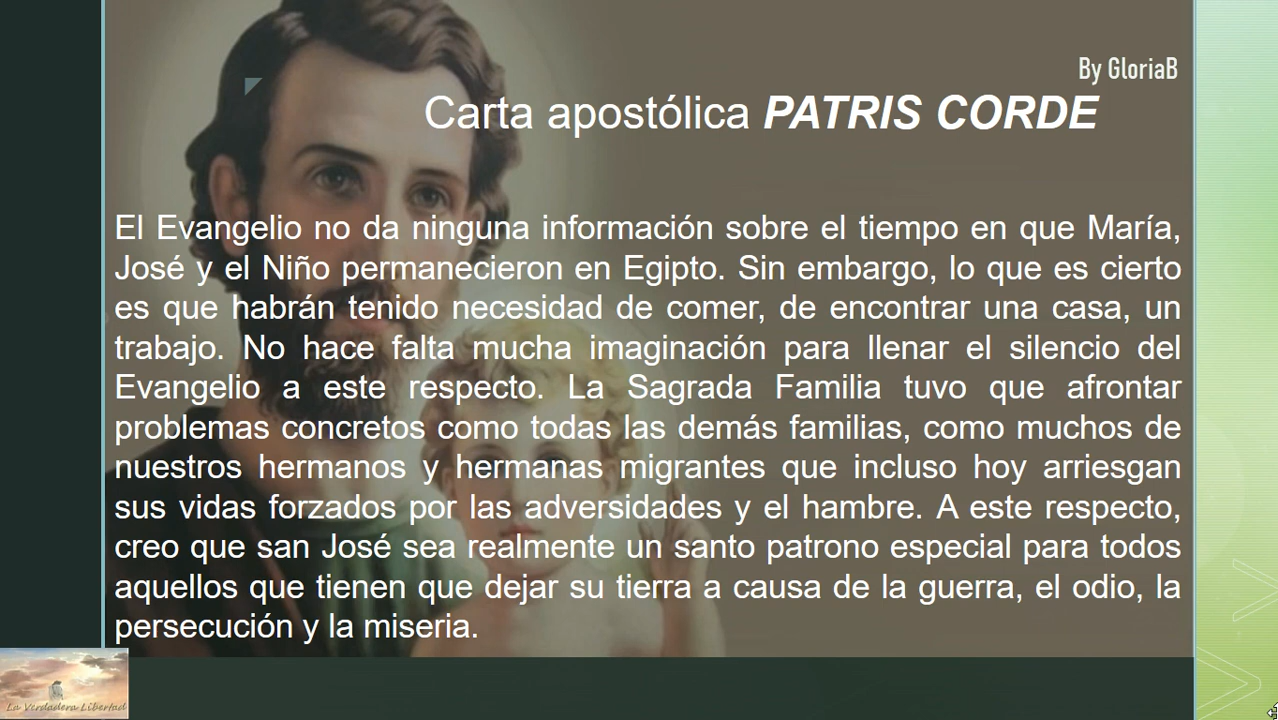 By GloriaB
Carta apostólica PATRIS CORDE
El Evangelio no da ninguna información sobre el tiempo en que María,
José y el Niño permanecieron en Egipto. Sin embargo, lo que es cierto
es que habrán tenido necesidad de comer, de encontrar una casa, un
trabajo. No hace falta mucha imaginación para llenar el silencio del
Evangelio a este respecto. La Sagrada Familia tuvo que afrontar
problemas concretos como todas las demás familias, como muchos de
nuestros hermanos y hermanas migrantes que incluso hoy arriesgan
sus vidas forzados por las adversidades y el hambre. A este respecto,
creo que san José sea realmente un santo patrono especial para todos
aquellos que tienen que dejar su tierra a causa de la guerra, el odio, la
persecución y la miseria.
La Verdadera Libertad